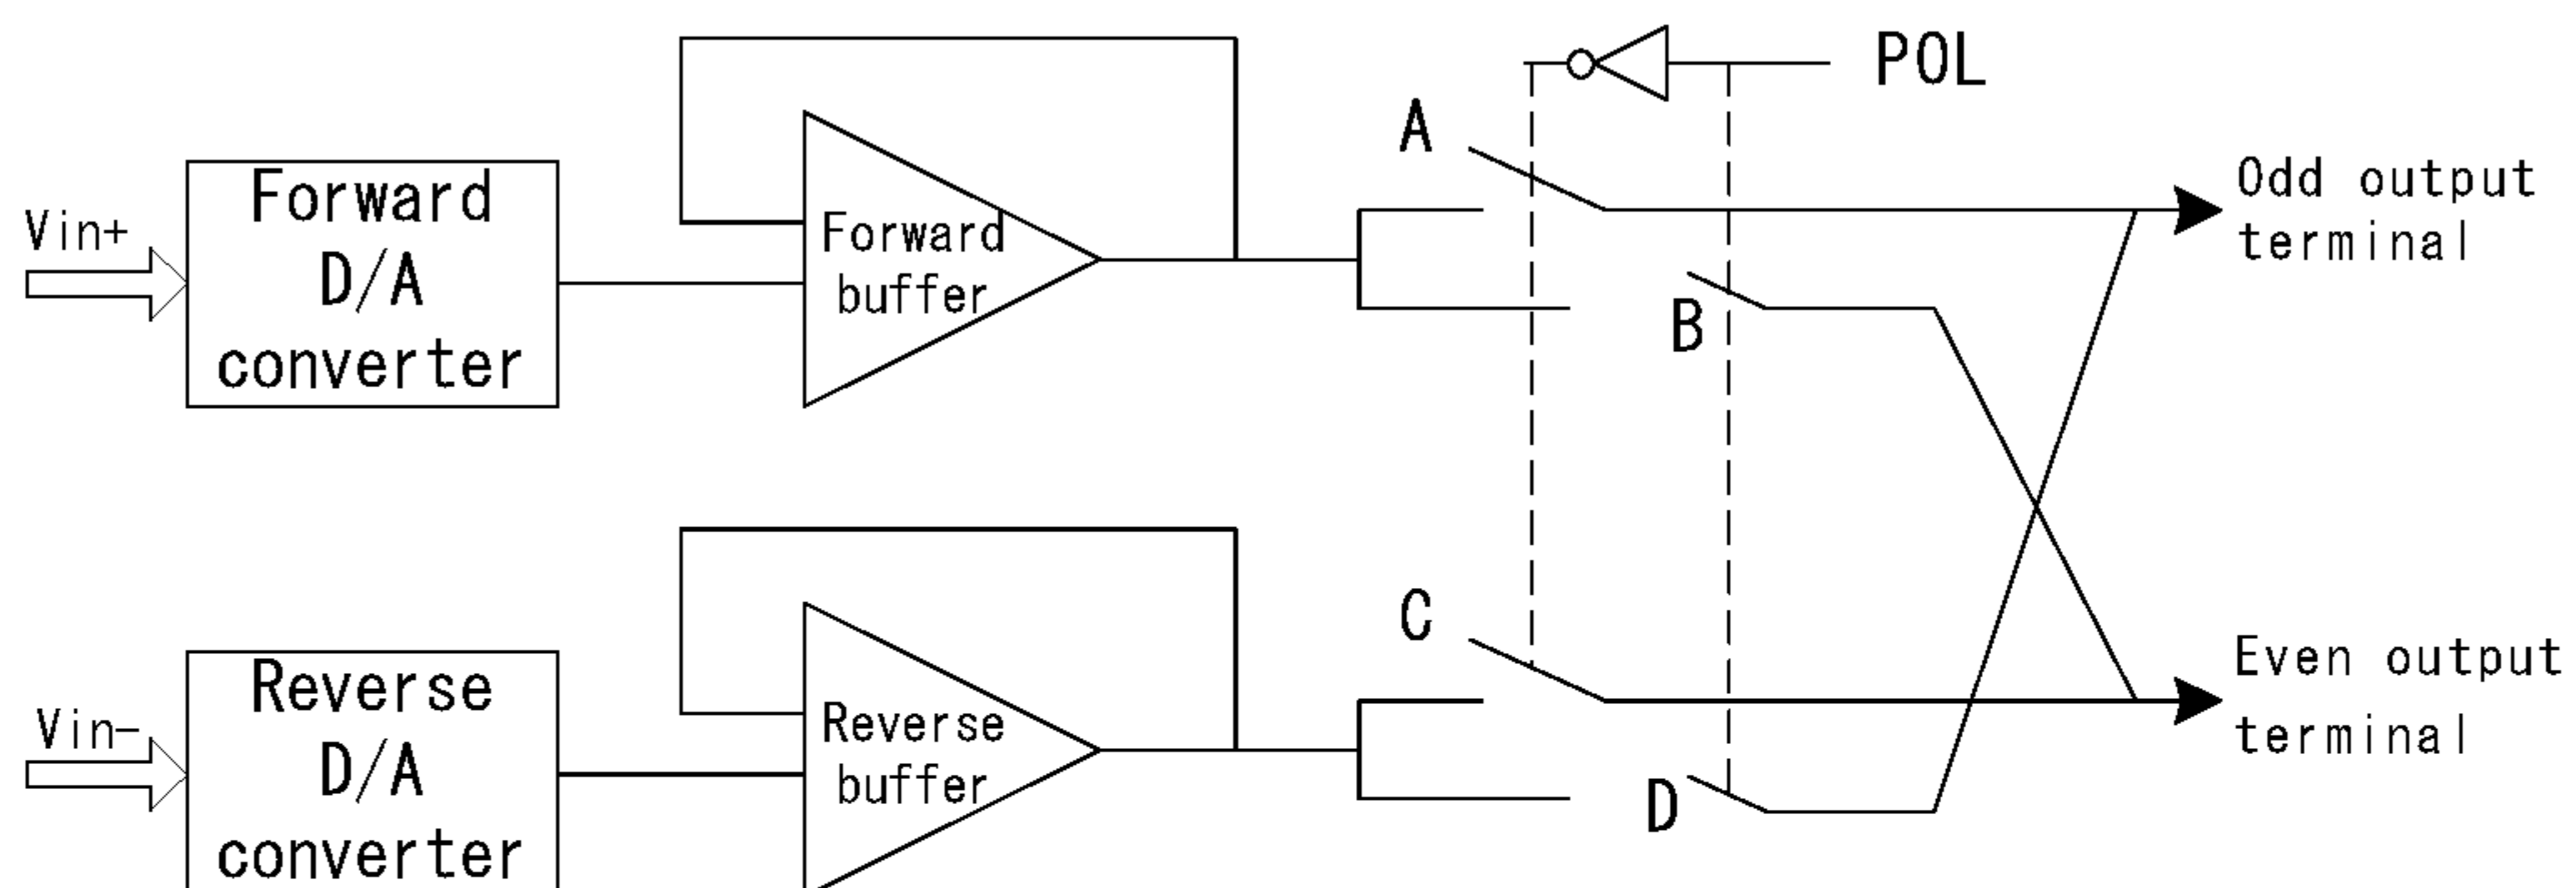 POL
A
Odd output
terminal
Vin+
Forward
D/A
converter
Forward
buffer
B
C
Even output
terminal
Vin-
Reverse
D/A
converter
Reverse
buffer
D